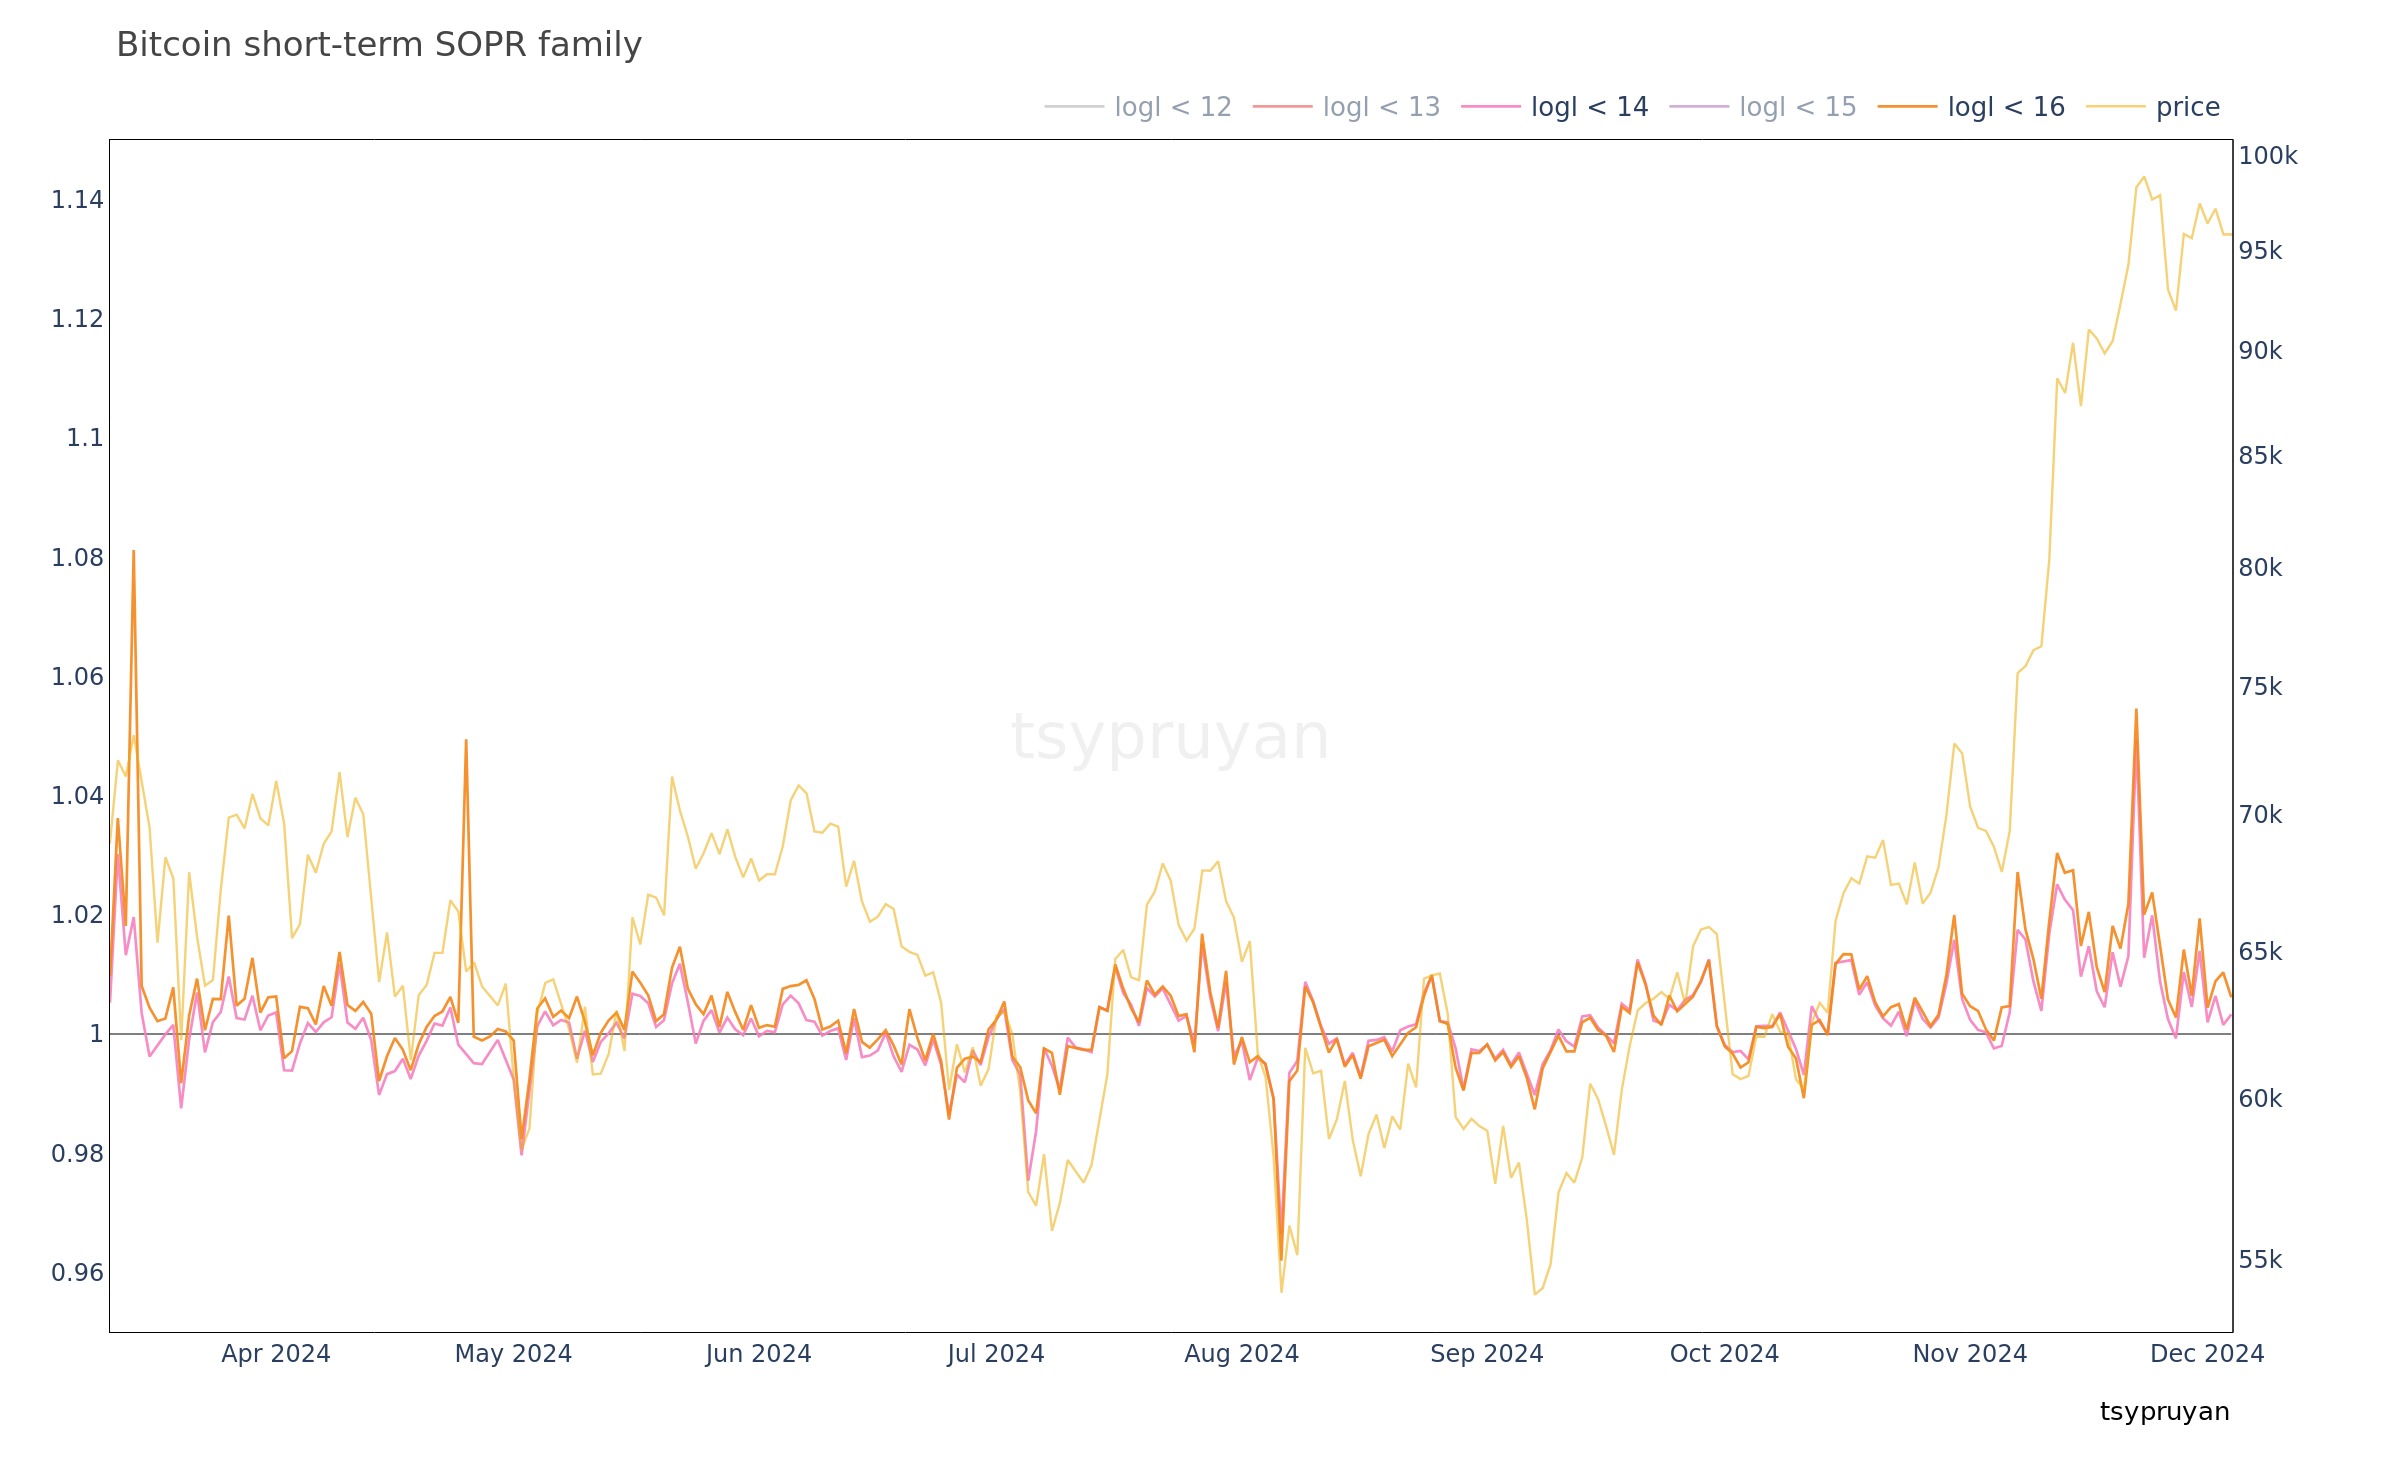 Bitcoin short-term SOPR family
logl < 12 logl < 13 logl < 14 logl < 15 logl < 16 price
1.14
1.12
1.1
1.08
1.06
1.04
1.02
1
0.98
0.96
100k
95k
90k
85k
80k
75k
70k
65k
60k
55k
tsypruyan
Apr 2024 May 2024 Jun 2024 Jul 2024 Aug 2024 Sep 2024 Oct 2024 Nov 2024 Dec 2024
tsypruyan